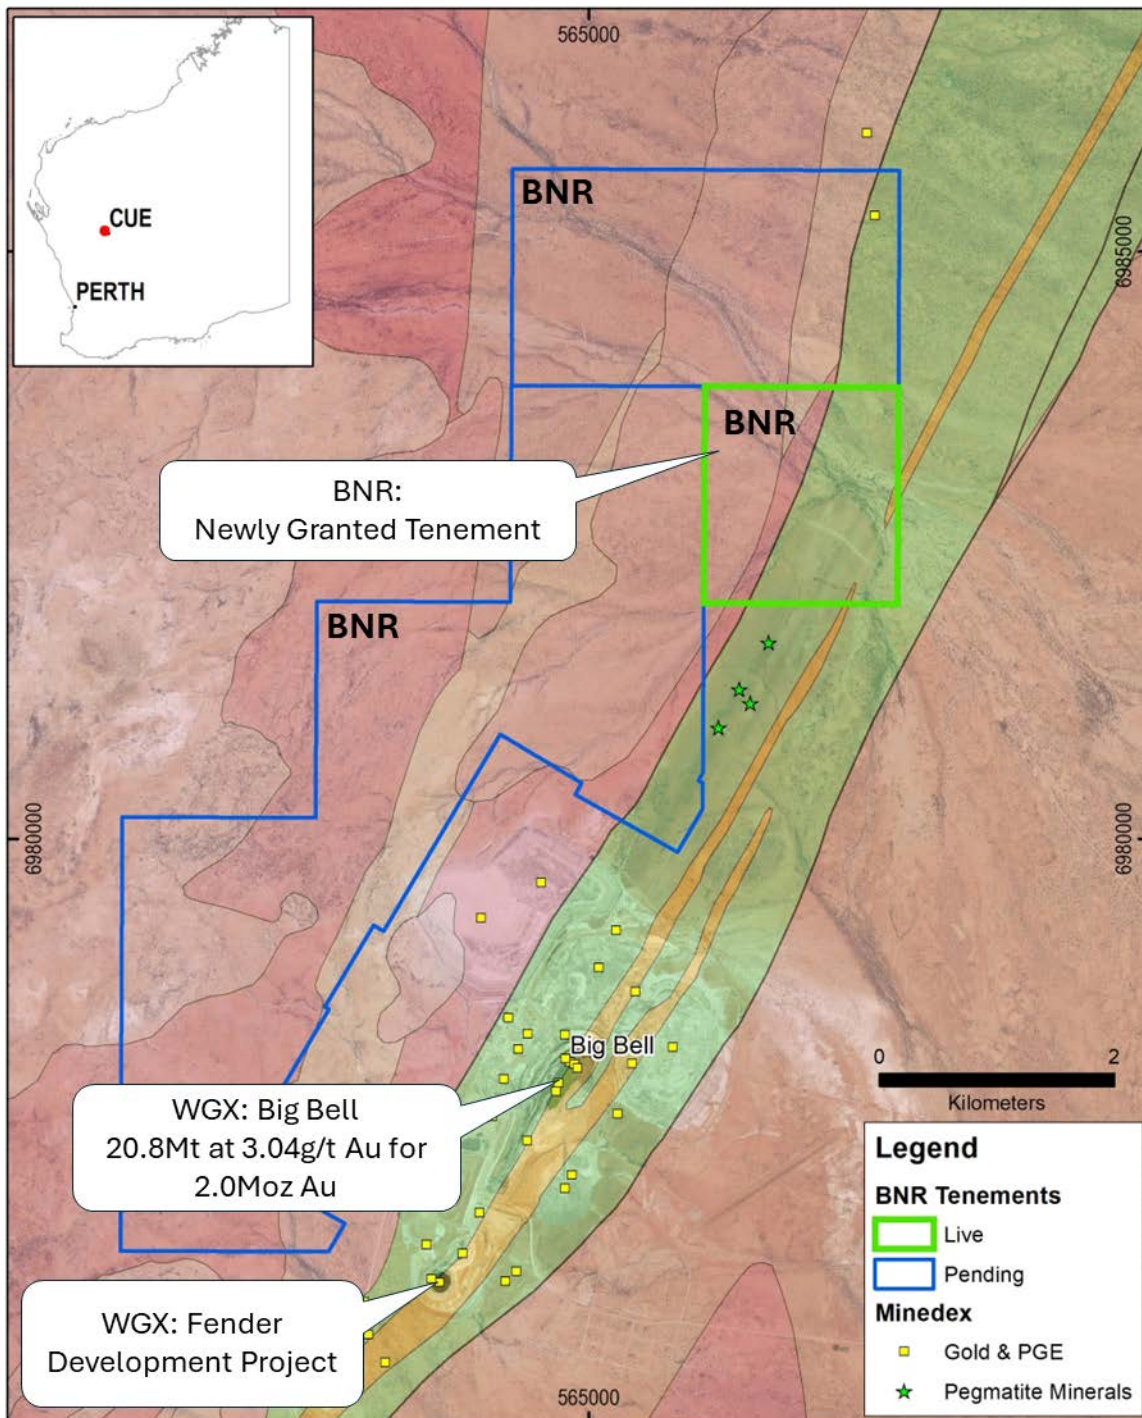 565000
CUE
PERTH
BNR
6985000
BNR
BNR:
Newly Granted Tenement
BNR
6980000
6980000
Big Bell
0 2
Kilometers
WGX: Big Bell
20.8Mt at 3.04g/t Au for
2.0Moz Au
WGX: Fender
Development Project
565000
Legend
BNR Tenements
Live
Pending
Minedex
Gold & PGE
Pegmatite Minerals